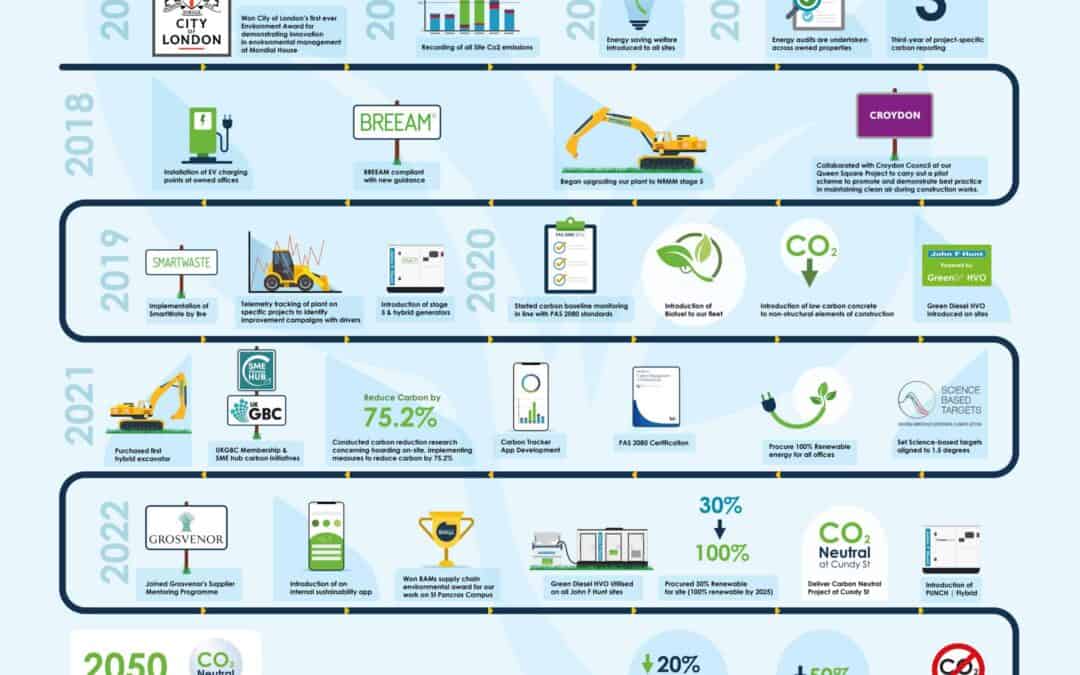 20
CITY
OF
LONDON
Won City of London's first ever
Environment Award for
demonstrating innovation
in environmental management
at Mondial House
20
Recording of all Site Co2 emissions
20
Energy saving welfare
introduced to all sites
20
Energy audits are undertaken
across owned properties
3
Third-year of project-specific
carbon reporting
2018
Installation of EV charging
points at owned offices
BREEAM®
BREEAM compliant
with new guidance
Began upgrading our plant to NRMM stage 5
CROYDON
Collaborated with Croydon Council at our
Queen Square Project to carry out a pilot
scheme to promote and demonstrate best practice
in maintaining clean air during construction works.
2019
SMARTWASTE
Implementation of
SmartWate by Bre
Telemetry tracking of plant on
specific projects to identify
improvement campaigns with drivers
Introduction of stage
5 & hybrid generators
2020
PAS 2080
Started carbon baseline monitoring
in line with PAS 2080 standards
Introduction of
Biofuel to our fleet
CO2
Introduction of low carbon concrete
to non-structural elements of construction
John F Hunt
Powered by
Green D+ HVO
Green Diesel HVO
introduced on sites
2021
Purchased first
hybrid excavator
SME
HUB
UK
GBC
UKGBC Membership &
SME hub carbon initiatives
Reduce Carbon by
75.2%
Conducted carbon reduction research
concerning hoarding on-site, implementing
measures to reduce carbon by 75.2%
Carbon Tracker
App Development
PAS 2080 Certification
Procure 100% Renewable
energy for all offices
SCIENCE
BASED
TARGETS
Set Science-based targets
aligned to 1.5 degrees
2022
GROSVENOR
Joined Grosvenor's Supplier
Mentoring Programme
Introduction of an
internal sustainability app
Won BAMs supply chain
environmental award for our
work on St Pancras Campus
Green Diesel HVO Utilised
on all John F Hunt sites
30%
100%
Procured 30% Renewable
for site (100% renewable by 2025)
CO2
Neutral
at Cundy St
Deliver Carbon Neutral
Project at Cundy St
Introduction of
PUNCH | Flybrid
2050
CO2
Neutral
20%
50%
CO2